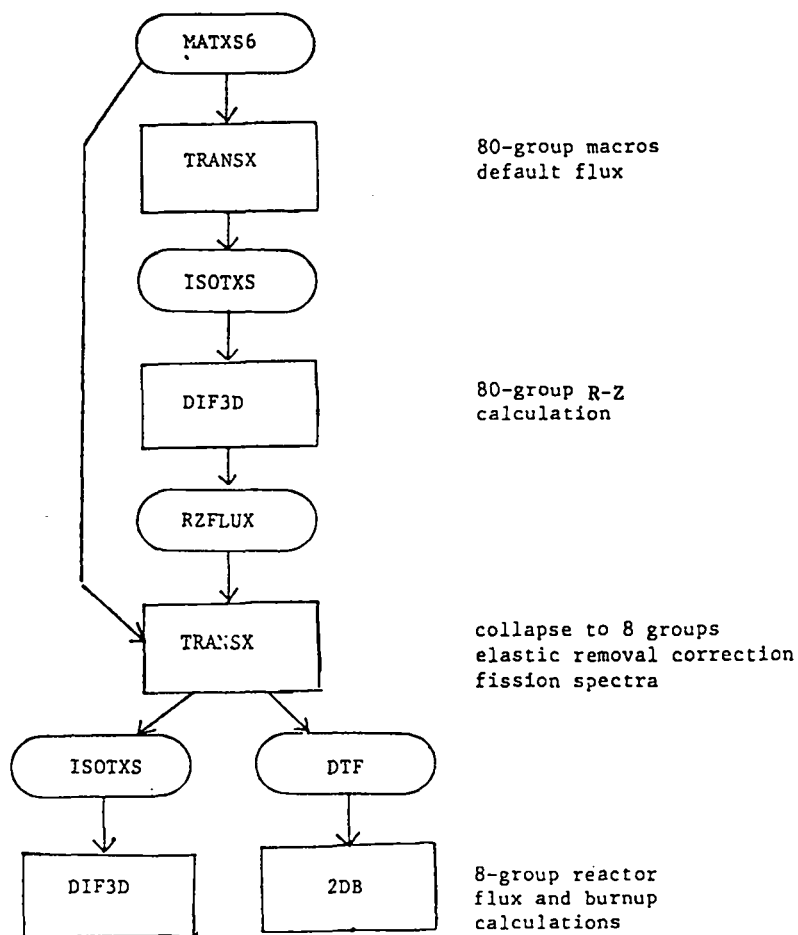 MATXS6
TRANSX
80-group macros
default flux
ISOTXS
DIF3D
80-group R-Z
calculation
RZFLUX
TRANSX
collapse to 8 groups
elastic removal correction
fission spectra
ISOTXS
DTF
DIF3D
2DB
8-group reactor
flux and burnup
calculations